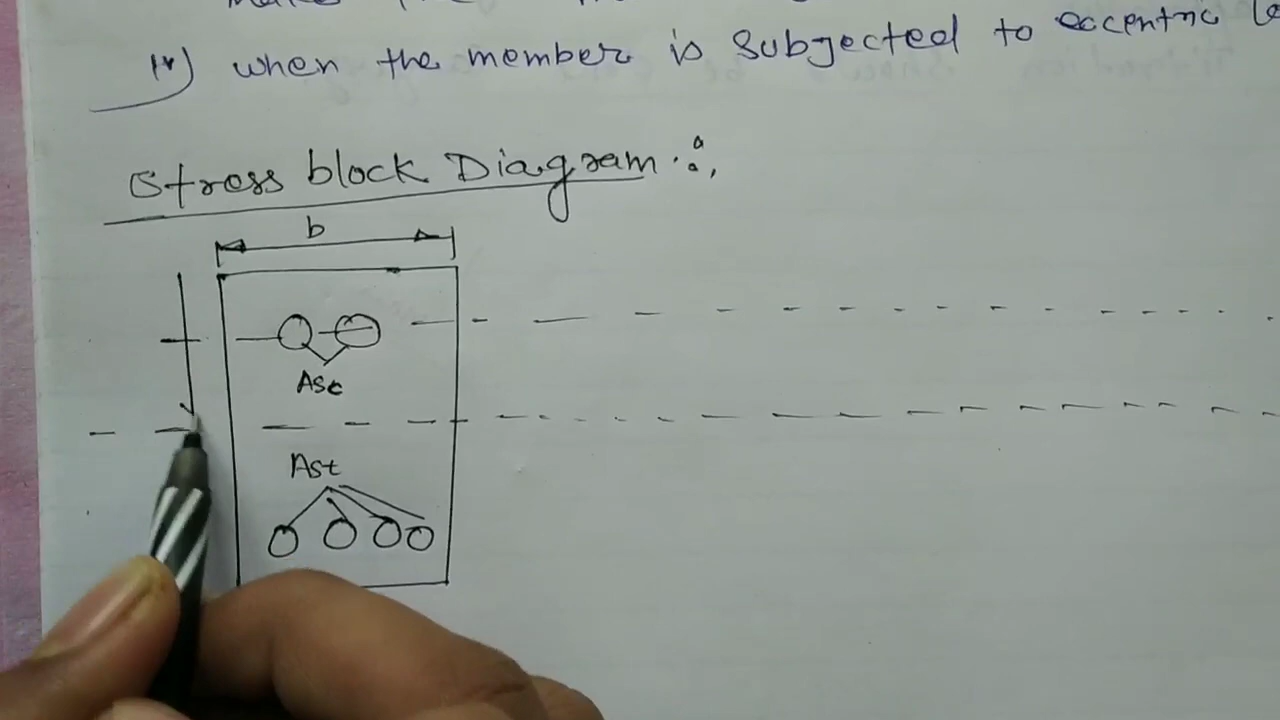 iv) when the member is subjected to eccentric
Stress block Diagram :-
b
Asc
Ast